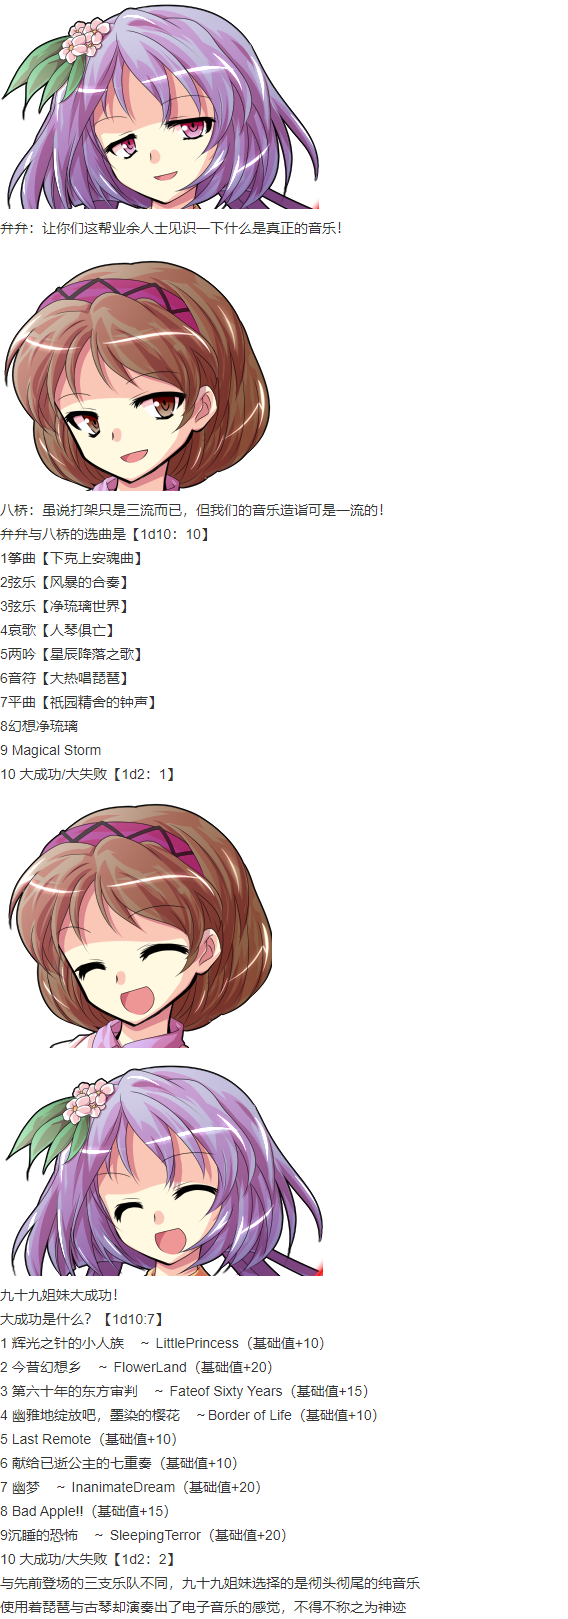 弁弁：让你们这帮业余人士见识一下什么是真正的音乐！
八桥：虽说打架只是三流而已，但我们的音乐造诣可是一流的！
弁弁与八桥的选曲是【1d10：10】
1筝曲【下克上安魂曲】
2弦乐【风暴的合奏】
3弦乐【净琉璃世界】
4哀歌【人琴俱亡】
5两吟【星辰降落之歌】
6音符【大热唱琵琶】
7平曲【祇园精舍的钟声】
8幻想净琉璃
9 Magical Storm
10 大成功/大失败【1d2：1】
九十九姐妹大成功！
大成功是什么？【1d10:7】
1 辉光之针的小人族　~ LittlePrincess（基础值+10）
2 今昔幻想乡　~ FlowerLand（基础值+20）
3 第六十年的东方审判　~ Fateof Sixty Years（基础值+15）
4 幽雅地绽放吧，墨染的樱花　~Border of Life（基础值+10）
5 Last Remote（基础值+10）
6 献给已逝公主的七重奏（基础值+10）
7 幽梦　~ InanimateDream（基础值+20）
8 Bad Apple!!（基础值+15）
9沉睡的恐怖　~ SleepingTerror（基础值+20）
10 大成功/大失败【1d2：2】
与先前登场的三支乐队不同，九十九姐妹选择的是彻头彻尾的纯音乐
使用着琵琶与古琴却演奏出了电子音乐的感觉，不得不称之为神迹